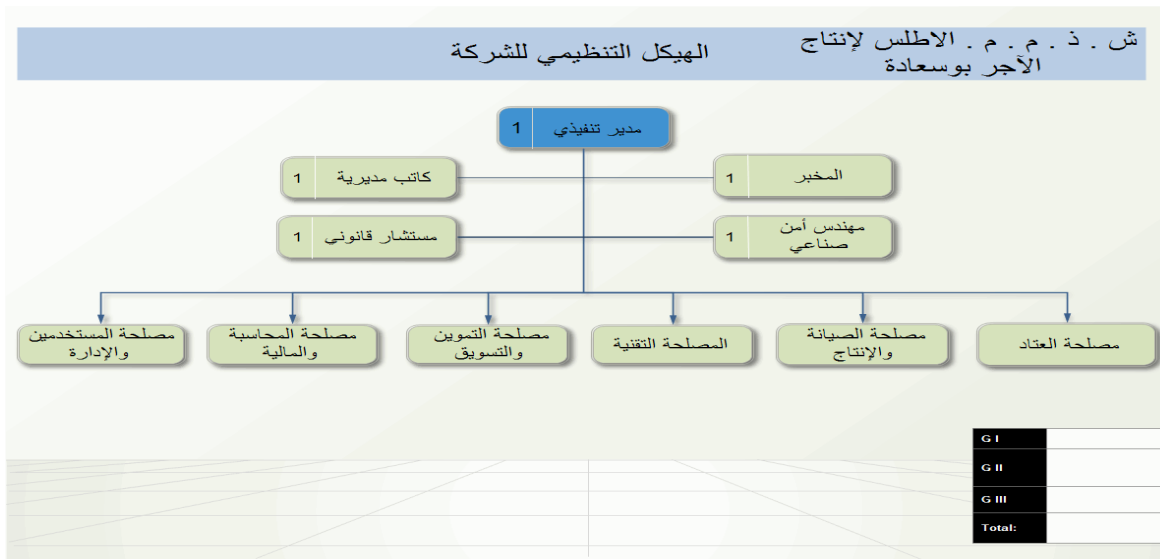 ش . ذ . م . م . الاطلس لإنتاج
الآجر بوسعادة
الهيكل التنظيمي للشركة
مدير تنفيذي 1
المخبر 1
كاتب مديرية 1
مهندس أمن
صناعي 1
مستشار قانوني 1
مصلحة العتاد
مصلحة الصيانة
والإنتاج
المصلحة التقنية
مصلحة التموين
والتسويق
مصلحة المحاسبة
والمالية
مصلحة المستخدمين
والإدارة
G I
G II
G III
Total: